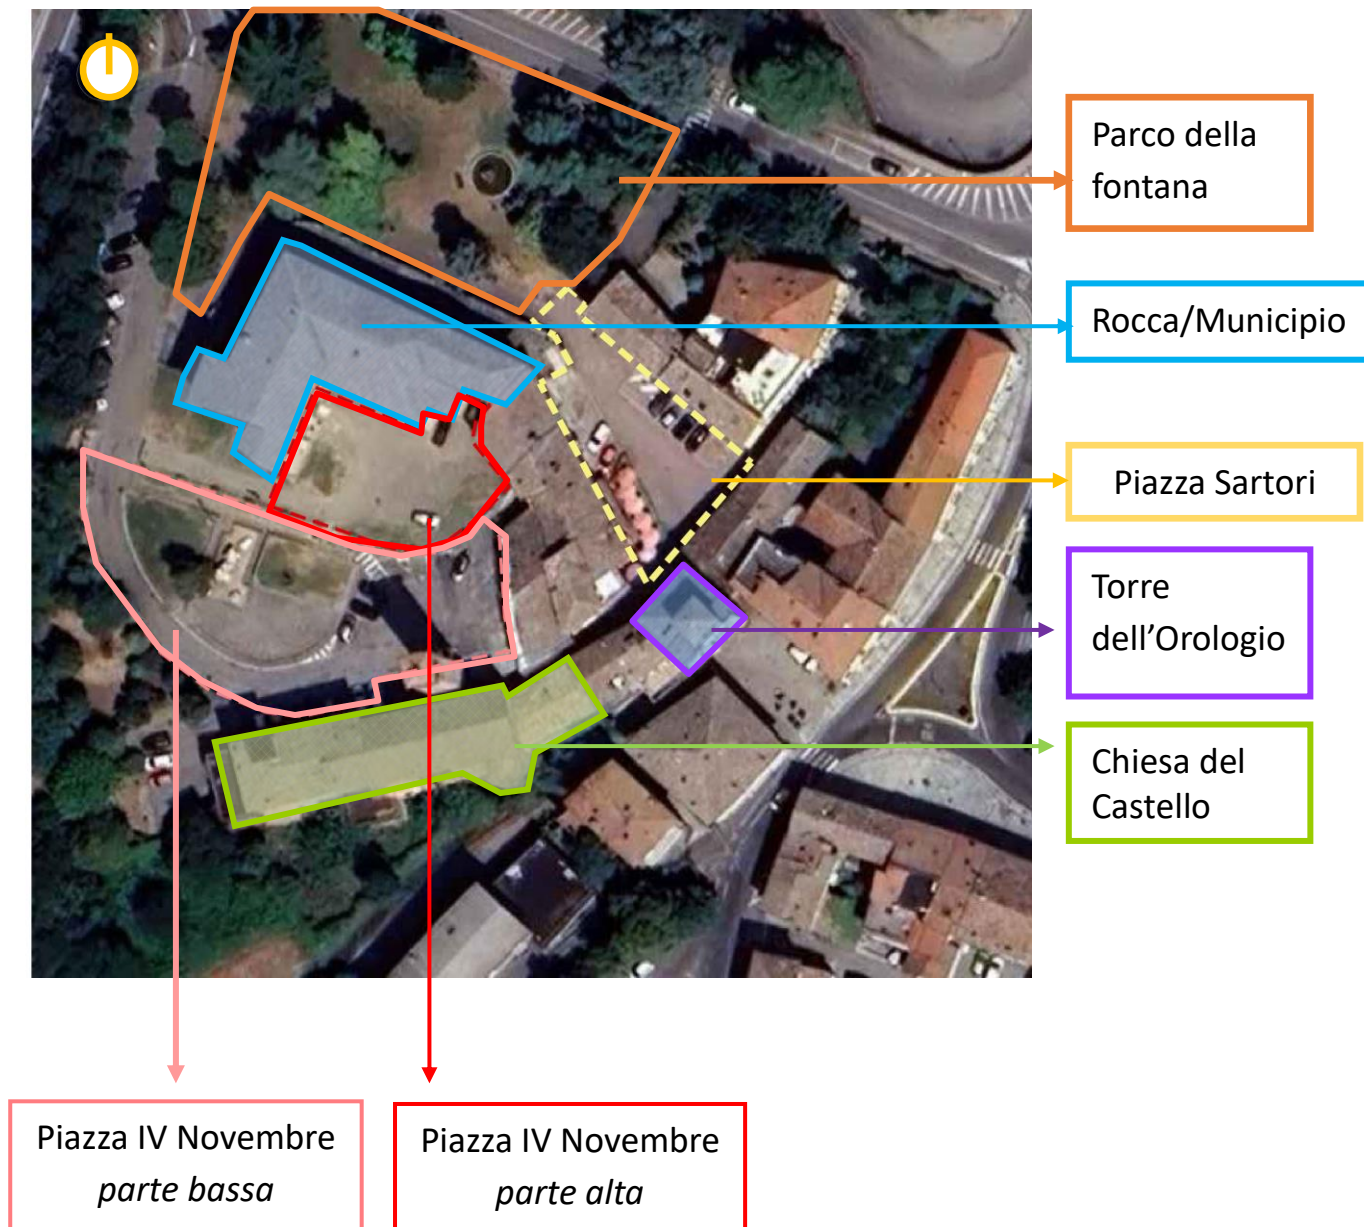 Parco della
fontana
Rocca/Municipio
Piazza Sartori
Torre
dell’Orologio
Chiesa del
Castello
Piazza IV Novembre
parte bassa
Piazza IV Novembre
parte alta